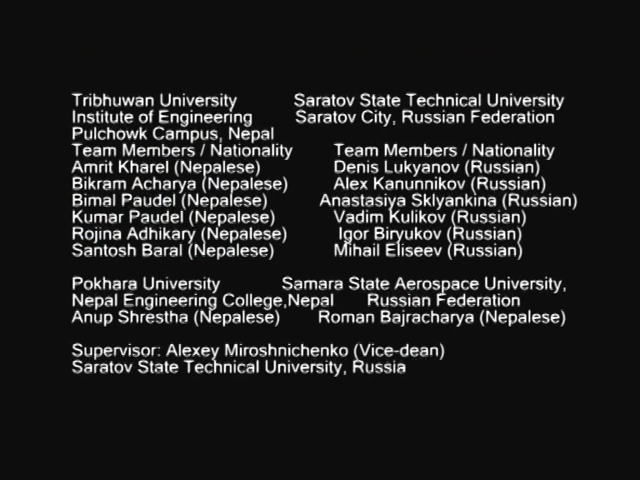 Tribhuwan University Saratov State Technical University
Institute of Engineering Saratov City, Russian Federation
Pulchowk Campus, Nepal
Team Members / Nationality Team Members / Nationality
Amrit Kharel (Nepalese) Denis Lukyanov (Russian)
Bikram Acharya (Nepalese) Alex Kanunnikov (Russian)
Bimal Paudel (Nepalese) Anastasiya Sklyankina (Russian)
Kumar Paudel (Nepalese) Vadim Kulikov (Russian)
Rojina Adhikary (Nepalese) Igor Biryukov (Russian)
Santosh Baral (Nepalese) Mihail Eliseev (Russian)
Pokhara University Samara State Aerospace University,
Nepal Engineering College,Nepal Russian Federation
Anup Shrestha (Nepalese) Roman Bajracharya (Nepalese)
Supervisor: Alexey Miroshnichenko (Vice-dean)
Saratov State Technical University, Russia